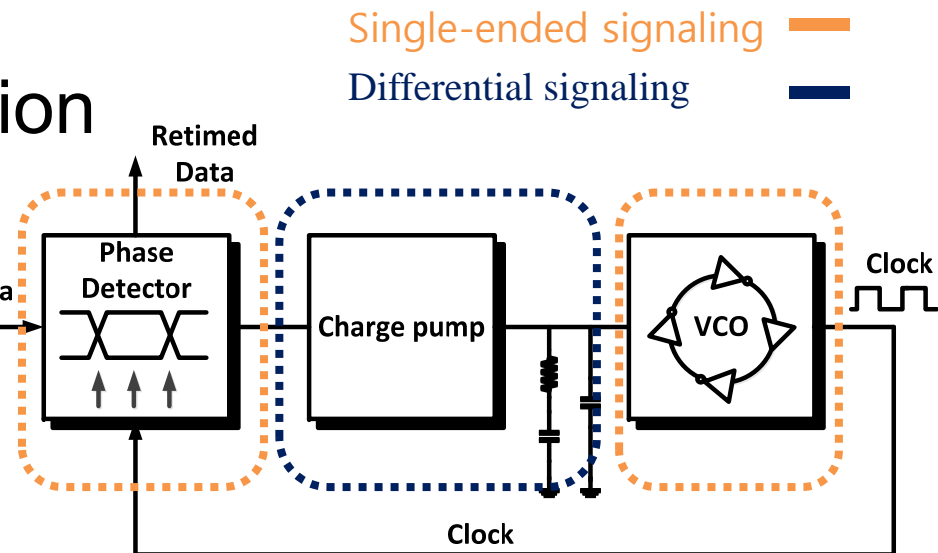 Single-ended signaling
Differential signaling
ion
Retimed
Data
Phase
Detector
a
Charge pump
VCO
Clock
Clock